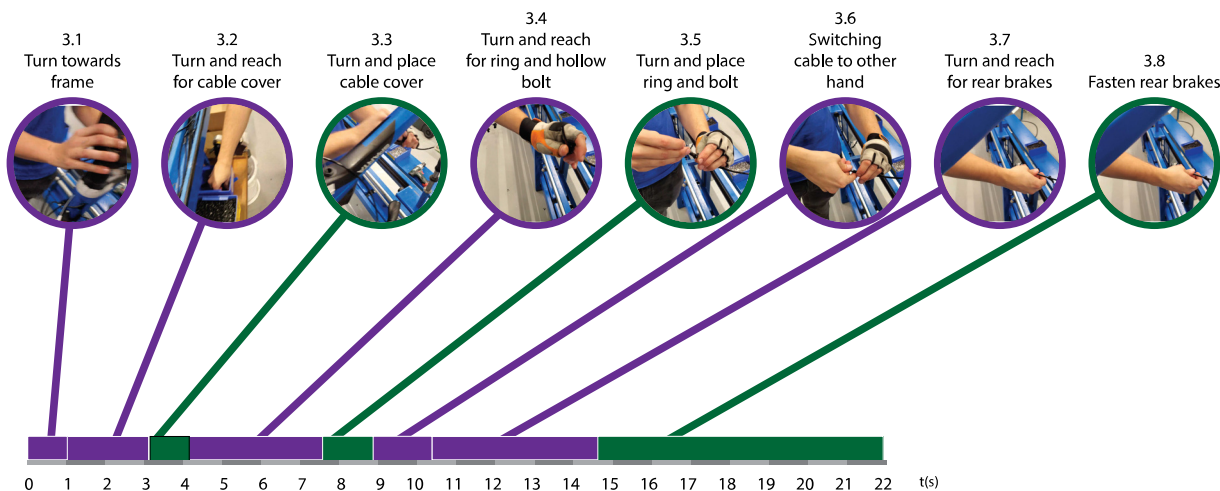 3.1
Turn towards
frame
3.2
Turn and reach
for cable cover
3.3
Turn and place
cable cover
3.4
Turn and reach
for ring and hollow
bolt
3.5
Turn and place
ring and bolt
3.6
Switching
cable to other
hand
3.7
Turn and reach
for rear brakes
3.8
Fasten rear brakes
0 1 2 3 4 5 6 7 8 9 10 11 12 13 14 15 16 17 18 19 20 21 22 t(s)